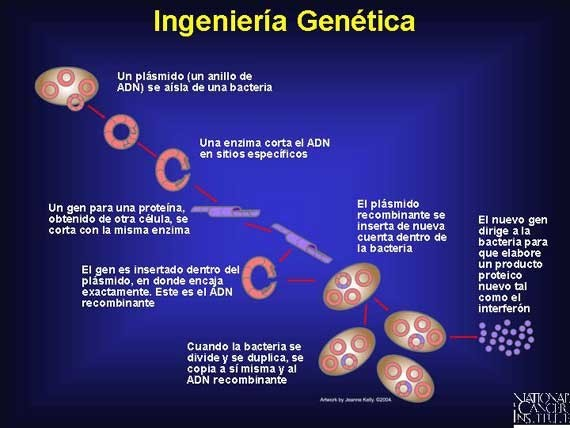 Ingeniería Genética
Un plásmido (un anillo de
ADN) se aísla de una bacteria
Una enzima corta el ADN
en sitios específicos
Un gen para una proteína,
obtenido de otra célula, se
corta con la misma enzima
El plásmido
recombinante se
inserta de nueva
cuenta dentro de
la bacteria
El nuevo gen
dirige a la
bacteria para
que elabore
un producto
proteico
nuevo tal
como el
interferón
El gen es insertado dentro del
plásmido, en donde encaja
exactamente. Este es el ADN
recombinante
Cuando la bacteria se
divide y se duplica, se
copia a sí misma y al
ADN recombinante
Artwork by Jeanne Kelly. ©2004.
NATIONAL
CANCER
INSTITUTE